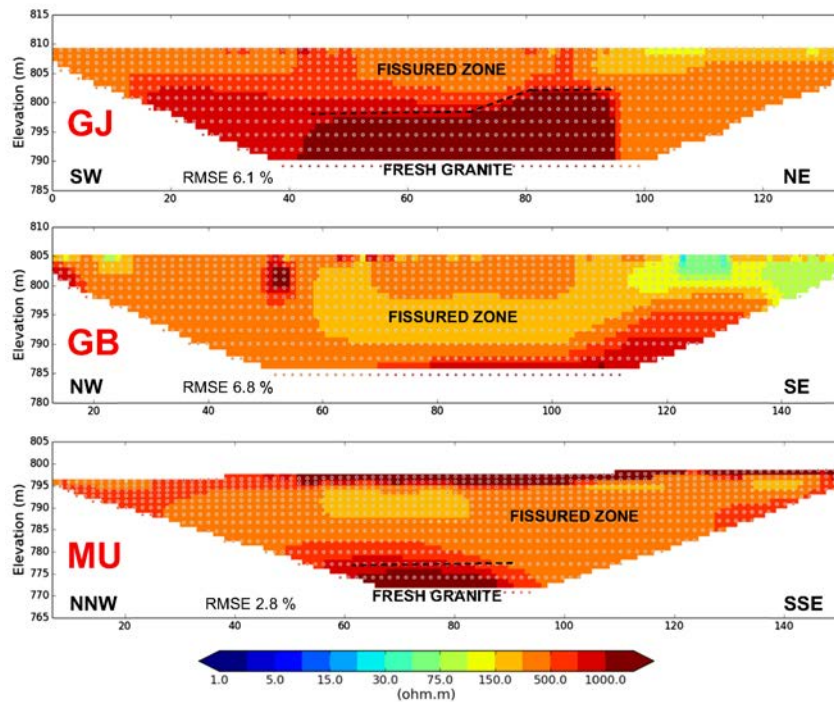 815
810
805
800
795
790
785
Elevation (m)
FISSURED ZONE
GJ
FRESH GRANITE
SW
RMSE 6.1 %
NE
0 20 40 60 80 100 120
810
805
800
795
790
785
780
Elevation (m)
FISSURED ZONE
GB
NW
RMSE 6.8 %
SE
20 40 60 80 100 120 140
805
800
795
790
785
780
775
770
765
Elevation (m)
FISSURED ZONE
MU
FRESH GRANITE
NNW
RMSE 2.8 %
SSE
20 40 60 80 100 120 140
1.0 5.0 15.0 30.0 75.0 150.0 500.0 1000.0
(ohm.m)